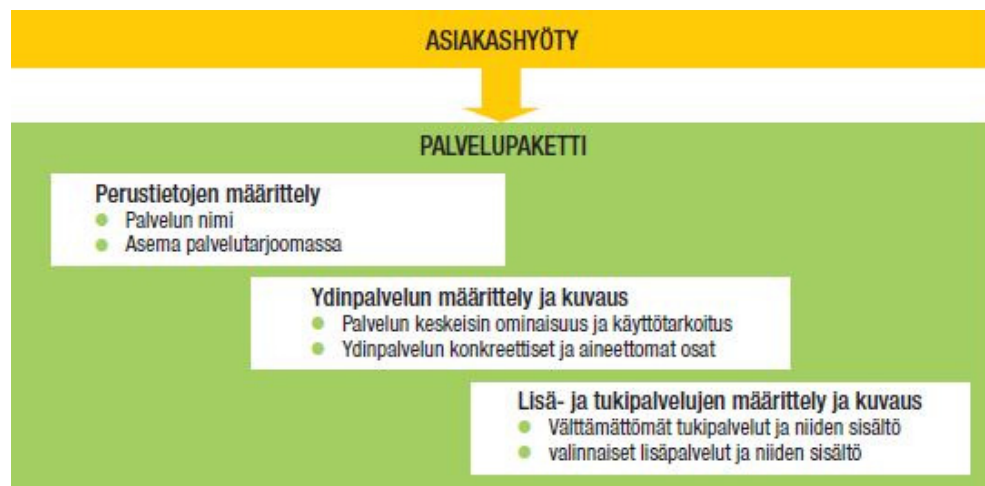 ASIAKASHYÖTY
PALVELUPAKETTI
Perustietojen määrittely
Palvelun nimi
Asema palvelutarjoomassa
Ydinpalvelun määrittely ja kuvaus
Palvelun keskeisin ominaisuus ja käyttötarkoitus
Ydinpalvelun konkreettiset ja aineettomat osat
Lisä- ja tukipalvelujen määrittely ja kuvaus
Välttämättömät tukipalvelut ja niiden sisältö
valinnaiset lisäpalvelut ja niiden sisältö